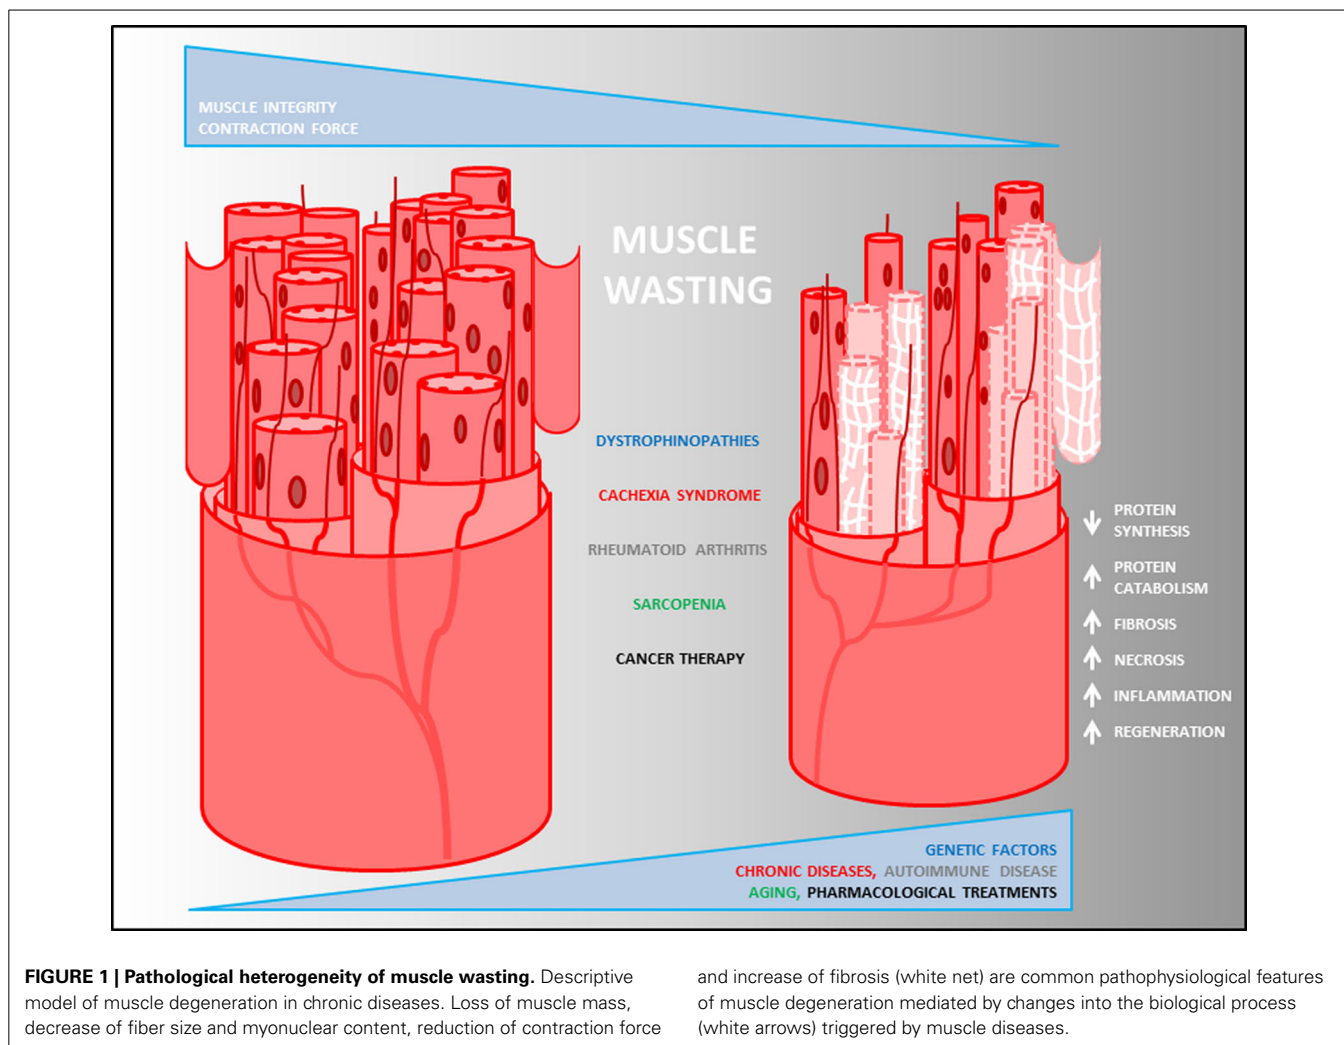 MUSCLE INTEGRITY
CONTRACTION FORCE
MUSCLE
WASTING
DYSTROPHINOPATHIES
CACHEXIA SYNDROME
RHEUMATOID ARTHRITIS
SARCOPENIA
CANCER THERAPY
PROTEIN
SYNTHESIS
PROTEIN
CATABOLISM
FIBROSIS
NECROSIS
INFLAMMATION
REGENERATION
GENETIC FACTORS
CHRONIC DISEASES, AUTOIMMUNE DISEASE
AGING, PHARMACOLOGICAL TREATMENTS
FIGURE 1 | Pathological heterogeneity of muscle wasting. Descriptive
model of muscle degeneration in chronic diseases. Loss of muscle mass,
decrease of fiber size and myonuclear content, reduction of contraction force
and increase of fibrosis (white net) are common pathophysiological features
of muscle degeneration mediated by changes into the biological process
(white arrows) triggered by muscle diseases.